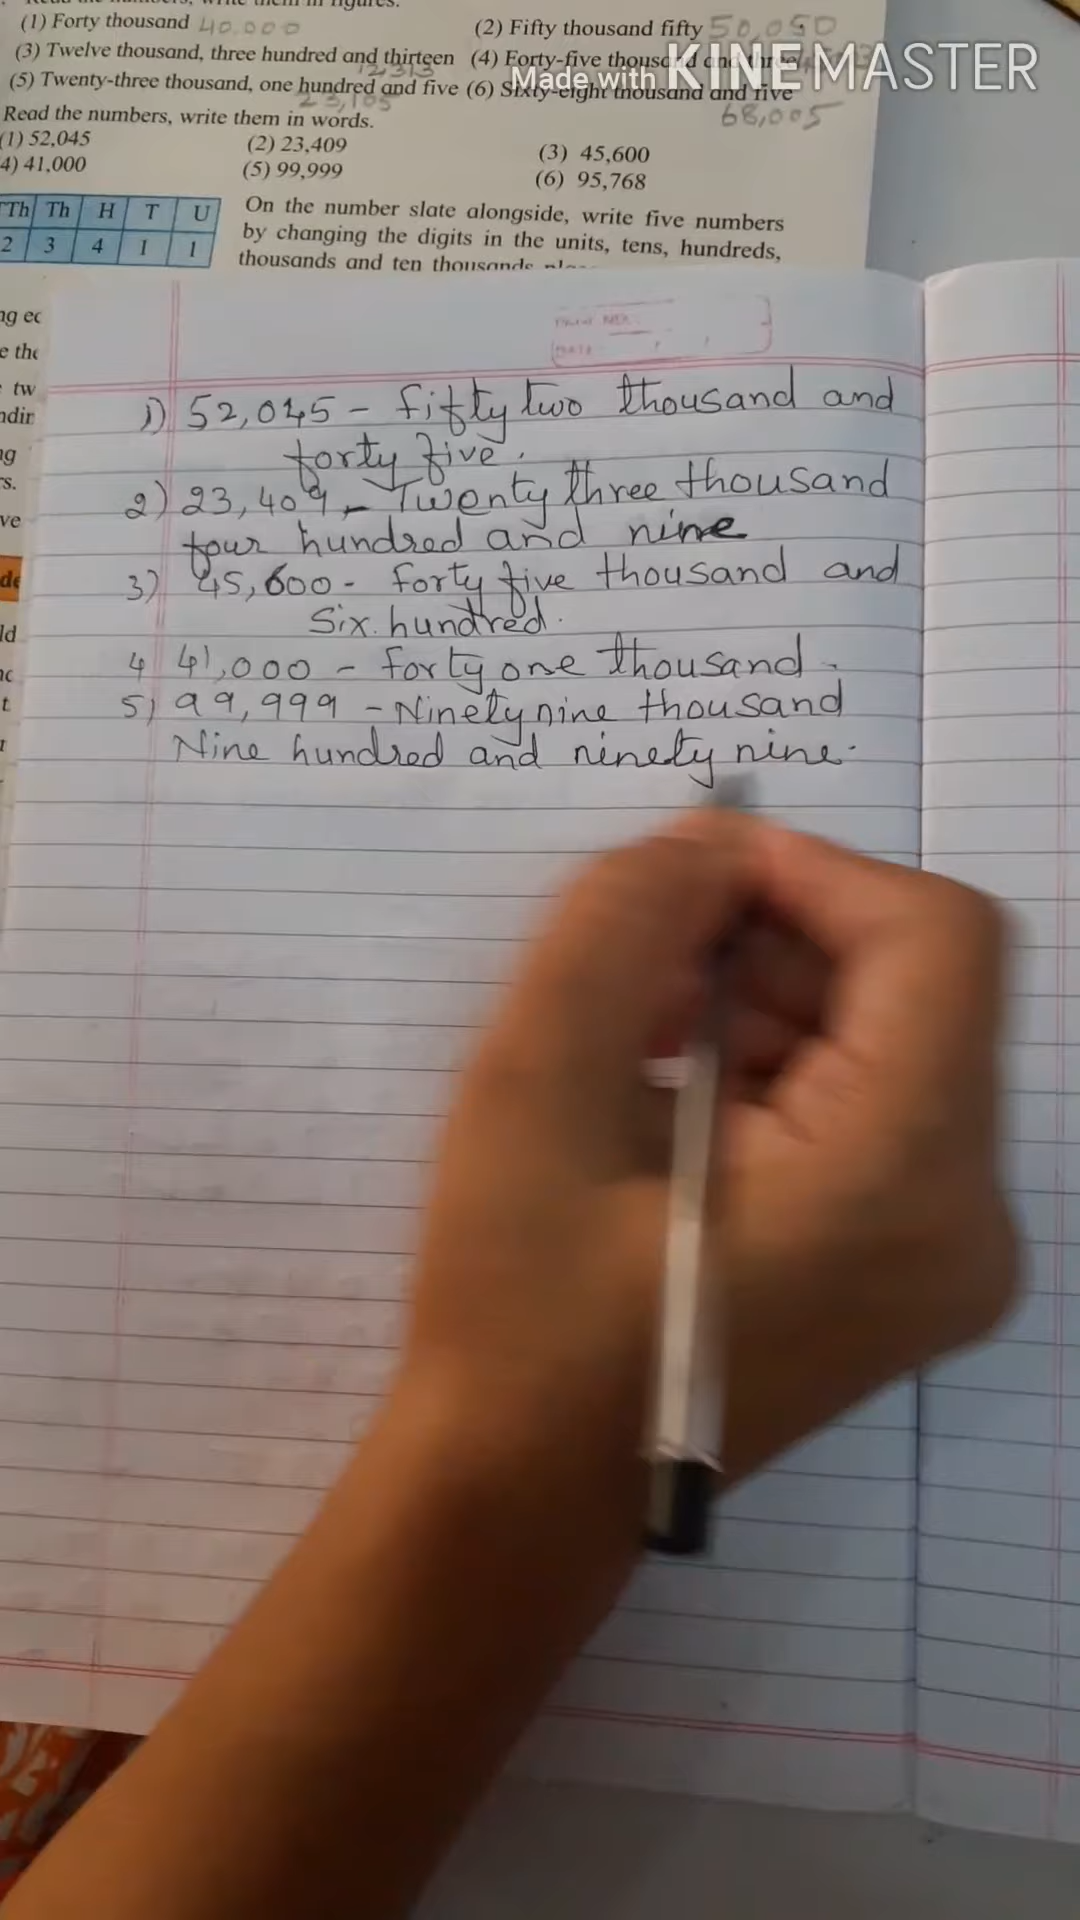 (1) Forty thousand 40,000 (2) Fifty thousand fifty 50,050
(3) Twelve thousand, three hundred and thirteen (4) Forty-five thousand and three
12,313
Made with KINEMASTER
(5) Twenty-three thousand, one hundred and five (6) Sixty-eight thousand and five
23,105 68,005
Read the numbers, write them in words.
(1) 52,045 (2) 23,409 (3) 45,600
4) 41,000 (5) 99,999 (6) 95,768
Th Th H T U
2 3 4 1 1
On the number slate alongside, write five numbers
by changing the digits in the units, tens, hundreds,
thousands and ten thousands
1) 52,045 - fifty two thousand and
forty five.
2) 23,409 - Twenty three thousand
four hundred and nine
3) 45,600 - forty five thousand and
Six hundred.
4 41,000 - forty one thousand.
5) 99,999 - Ninety nine thousand
Nine hundred and ninety nine.